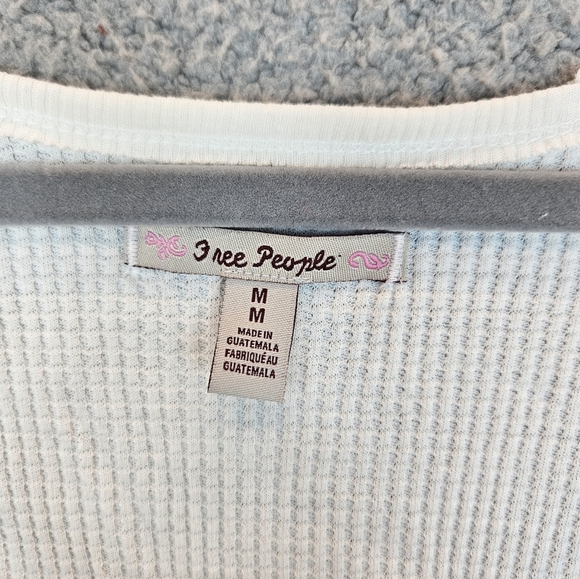 Free People
M
M
MADE IN
GUATEMALA
FABRIQUÉ AU
GUATEMALA